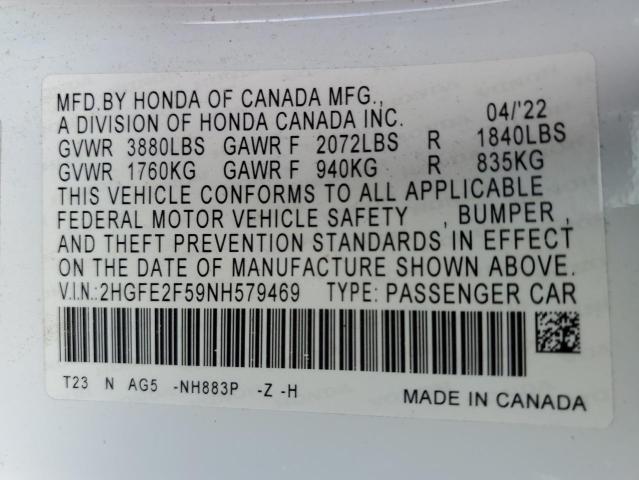 MFD.BY HONDA OF CANADA MFG.,
A DIVISION OF HONDA CANADA INC. 04/'22
GVWR 3880LBS GAWR F 2072LBS R 1840LBS
GVWR 1760KG GAWR F 940KG R 835KG
THIS VEHICLE CONFORMS TO ALL APPLICABLE
FEDERAL MOTOR VEHICLE SAFETY , BUMPER ,
AND THEFT PREVENTION STANDARDS IN EFFECT
ON THE DATE OF MANUFACTURE SHOWN ABOVE.
V.I.N.:2HGFE2F59NH579469 TYPE: PASSENGER CAR
T23 N AG5 -NH883P -Z -H
MADE IN CANADA